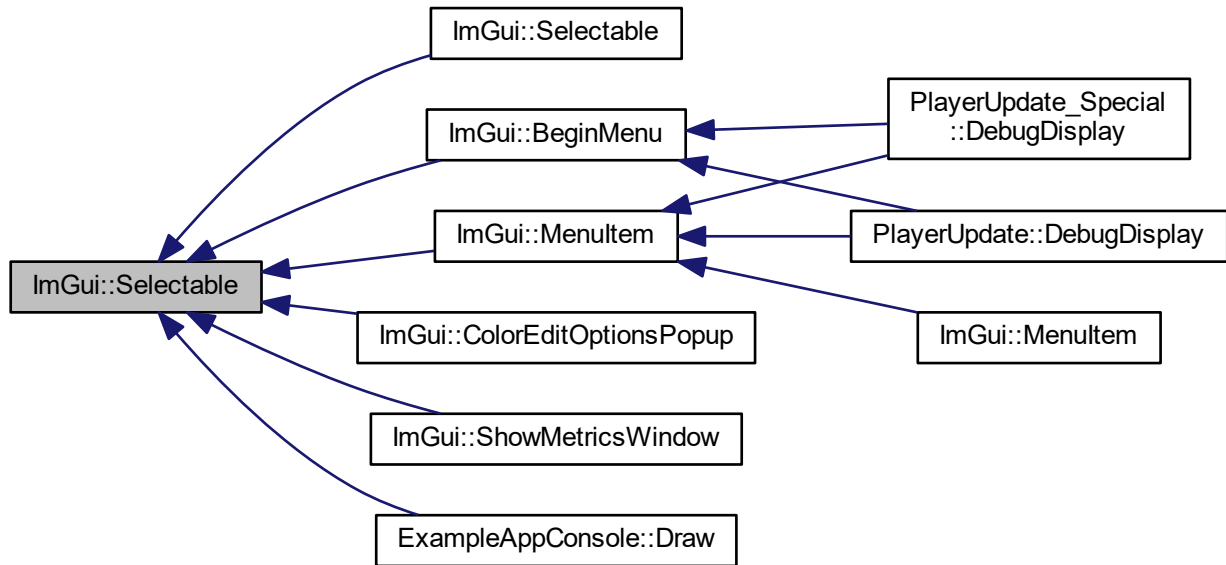 ImGui::Selectable
ImGui::Selectable
ImGui::BeginMenu
ImGui::MenuItem
ImGui::ColorEditOptionsPopup
ImGui::ShowMetricsWindow
ExampleAppConsole::Draw
PlayerUpdate_Special
::DebugDisplay
PlayerUpdate::DebugDisplay
ImGui::MenuItem